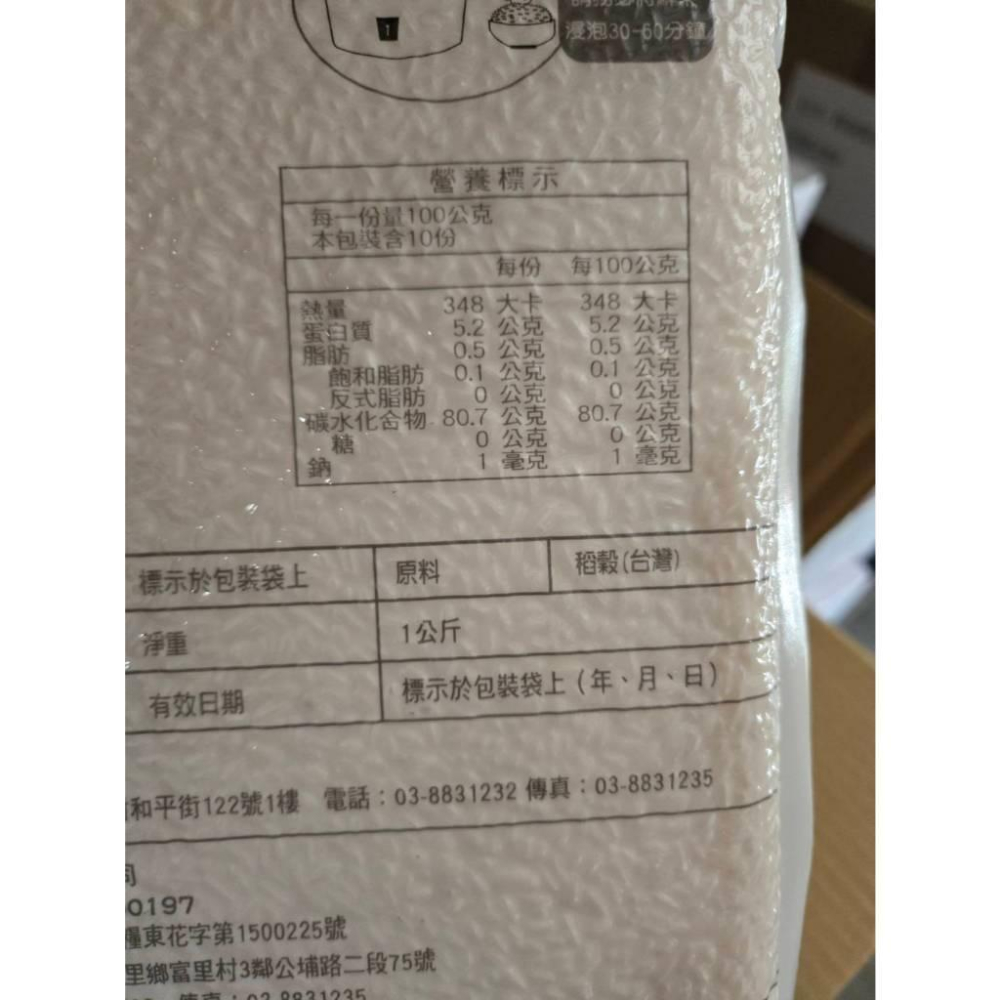 1
浸泡30-60分鐘
營養標示
每一份量100公克
本包裝含10份
每份 每100公克
熱量 348 大卡 348 大卡
蛋白質 5.2 公克 5.2 公克
脂肪 0.5 公克 0.5 公克
飽和脂肪 0.1 公克 0.1 公克
反式脂肪 0 公克 0 公克
碳水化合物 80.7 公克 80.7 公克
糖 0 公克 0 公克
鈉 1 毫克 1 毫克
標示於包裝袋上 原料 稻穀(台灣)
淨重 1公斤
有效日期 標示於包裝袋上(年、月、日)
和平街122號1樓 電話:03-8831232 傳真:03-8831235
司
0197
糧東花字第1500225號
里鄉富里村3鄰公埔路二段75號
傳真:03-8831235